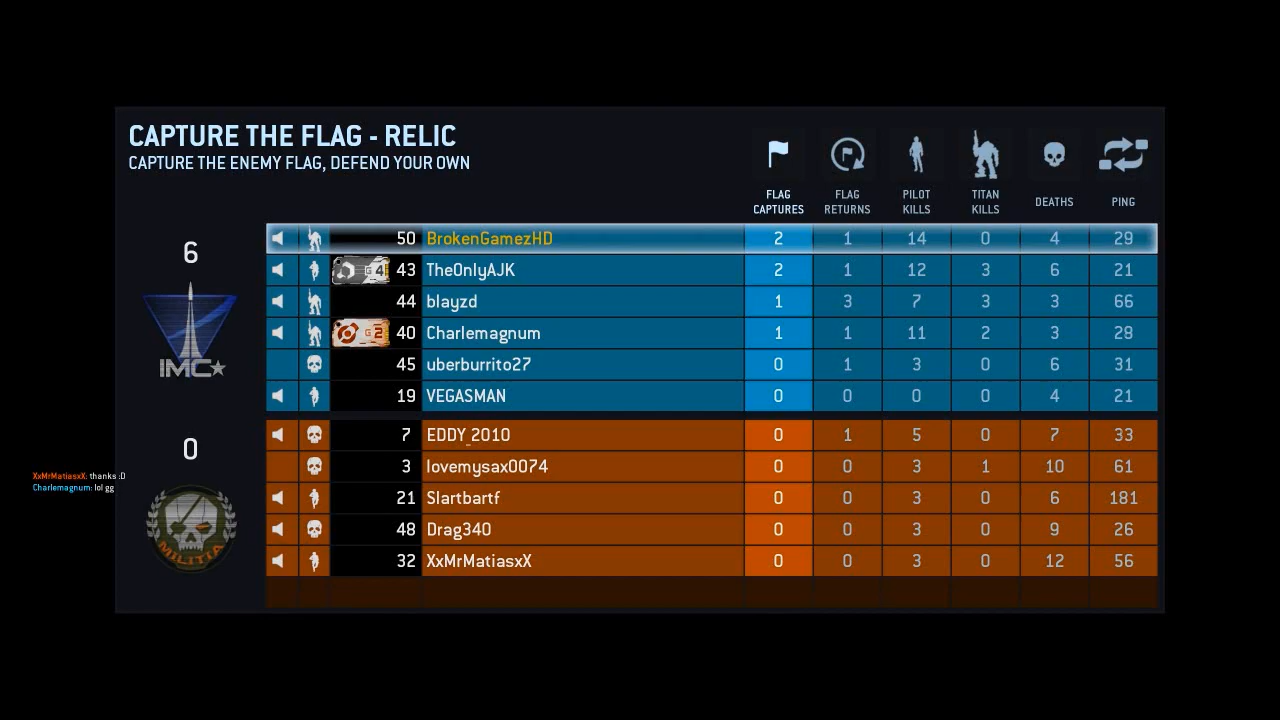 CAPTURE THE FLAG - RELIC
CAPTURE THE ENEMY FLAG, DEFEND YOUR OWN
FLAG CAPTURES FLAG RETURNS PILOT KILLS TITAN KILLS DEATHS PING
6
IMC
50 BrokenGamezHD 2 1 14 0 4 29
G4 43 TheOnlyAJK 2 1 12 3 6 21
44 blayzd 1 3 7 3 3 66
G2 40 Charlemagnum 1 1 11 2 3 28
45 uberburrito27 0 1 3 0 6 31
19 VEGASMAN 0 0 0 0 4 21
0
MILITIA
7 EDDY_2010 0 1 5 0 7 33
3 lovemysax0074 0 0 3 1 10 61
21 Slartbartf 0 0 3 0 6 181
48 Drag340 0 0 3 0 9 26
32 XxMrMatiasxX 0 0 3 0 12 56
XxMrMatiasxX: thanks :D
Charlemagnum: lol gg